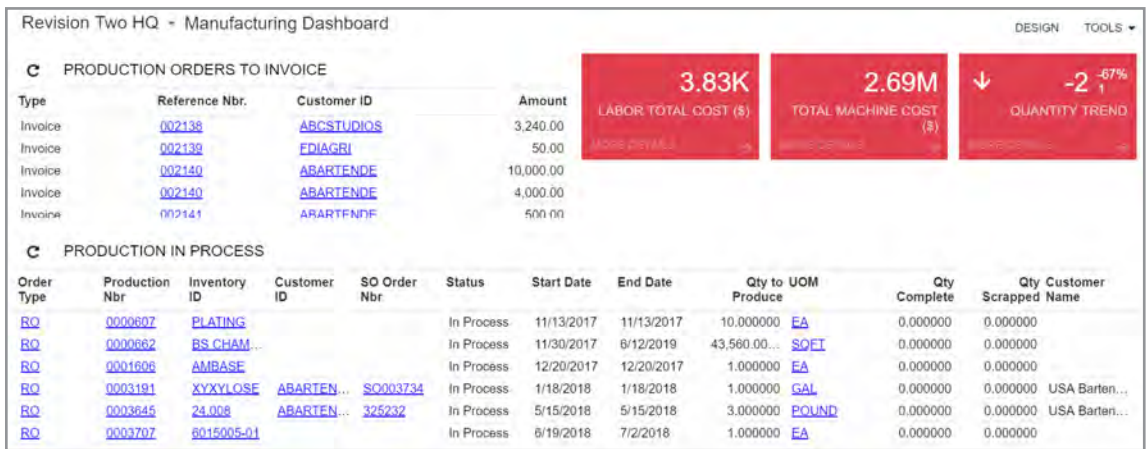 Revision Two HQ - Manufacturing Dashboard
DESIGN TOOLS
PRODUCTION ORDERS TO INVOICE
Type Reference Nbr. Customer ID Amount
Invoice 002138 ABCSTUDIOS 3,240.00
Invoice 002139 FDIAGRI 50.00
Invoice 002140 ABARTENDE 10,000.00
Invoice 002140 ABARTENDE 4,000.00
Invoice 002141 ABARTENDE 500.00
3.83K
LABOR TOTAL COST ($)
MORE DETAILS
2.69M
TOTAL MACHINE COST
($)
MORE DETAILS
-2 -67%
1
QUANTITY TREND
MORE DETAILS
PRODUCTION IN PROCESS
Order Production Inventory Customer SO Order Status Start Date End Date Qty to UOM Qty Qty Customer
Type Nbr ID ID Nbr Produce Complete Scrapped Name
RO 0000607 PLATING In Process 11/13/2017 11/13/2017 10.000000 EA 0.000000 0.000000
RO 0000662 BS CHAM... In Process 11/30/2017 6/12/2019 43,560.00... SQFT 0.000000 0.000000
RO 0001606 AMBASE In Process 12/20/2017 12/20/2017 1.000000 EA 0.000000 0.000000
RO 0003191 XYXYLOSE ABARTEN... SO003734 In Process 1/18/2018 1/18/2018 1.000000 GAL 0.000000 0.000000 USA Barten...
RO 0003645 24.008 ABARTEN... 325232 In Process 5/15/2018 5/15/2018 3.000000 POUND 0.000000 0.000000 USA Barten...
RO 0003707 6015005-01 In Process 6/19/2018 7/2/2018 1.000000 EA 0.000000 0.000000